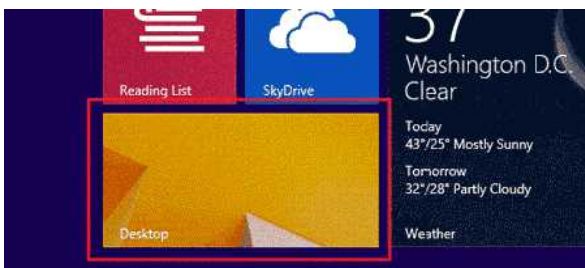 Reading List
SkyDrive
Desktop
37
Washington D.C.
Clear
Today
43°/25° Mostly Sunny
Tomorrow
32°/28° Partly Cloudy
Weather